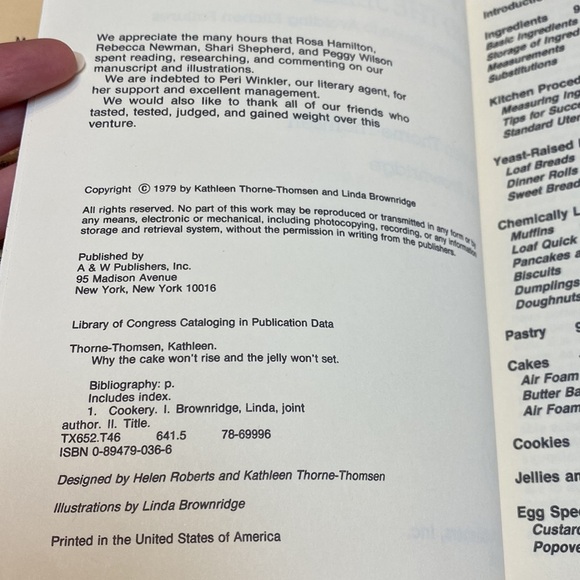 We appreciate the many hours that Rosa Hamilton,
Rebecca Newman, Shari Shepherd, and Peggy Wilson
spent reading, researching, and commenting on our
manuscript and illustrations.
We are indebted to Peri Winkler, our literary agent, for
her support and excellent management.
We would also like to thank all of our friends who
tasted, tested, judged, and gained weight over this
venture.
Copyright © 1979 by Kathleen Thorne-Thomsen and Linda Brownridge
All rights reserved. No part of this work may be reproduced or transmitted in any form or by
any means, electronic or mechanical, including photocopying, recording, or any information
storage and retrieval system, without the permission in writing from the publishers.
Published by
A & W Publishers, Inc.
95 Madison Avenue
New York, New York 10016
Library of Congress Cataloging in Publication Data
Thorne-Thomsen, Kathleen.
Why the cake won't rise and the jelly won't set.
Bibliography: p.
Includes index.
1. Cookery. I. Brownridge, Linda, joint
author. II. Title.
TX652.T46 641.5 78-69996
ISBN 0-89479-036-6
Designed by Helen Roberts and Kathleen Thorne-Thomsen
Illustrations by Linda Brownridge
Printed in the United States of America
Introduction
Ingredients 9
Basic Ingredients
Storage of Ingred
Measurements
Substitutions
Kitchen Proced
Measuring Ing
Tips for Succ
Standard Uten
Yeast-Raised
Loaf Breads
Dinner Rolls
Sweet Bread
Chemically L
Muffins
Loaf Quick
Pancakes a
Biscuits
Dumplings
Doughnuts
Pastry 9
Cakes
Air Foam
Butter Ba
Air Foam
Cookies
Jellies an
Egg Spec
Custard
Popove